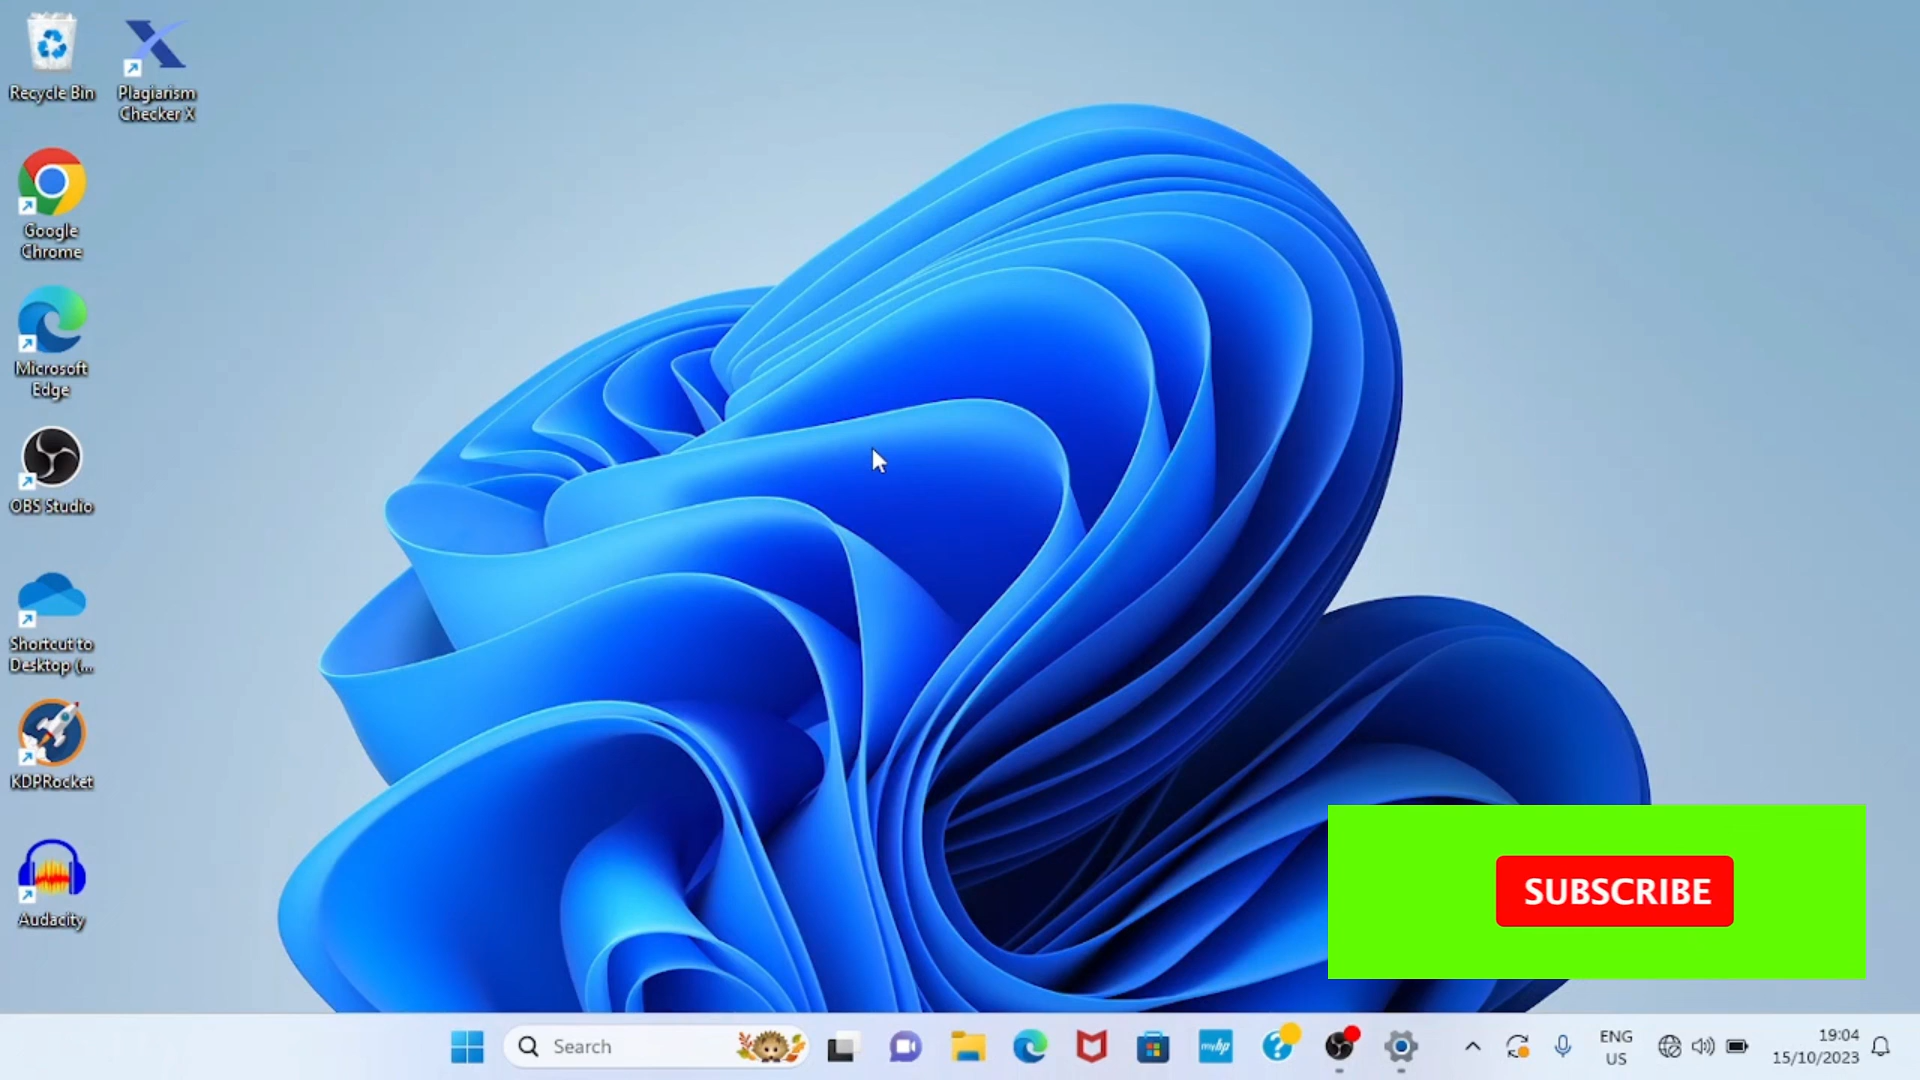 Recycle Bin
Plagiarism
Checker X
Google
Chrome
Microsoft
Edge
OBS Studio
Shortcut to
Desktop (...
KDPRocket
Audacity
SUBSCRIBE
Search
myhp
ENG
US
19:04
15/10/2023